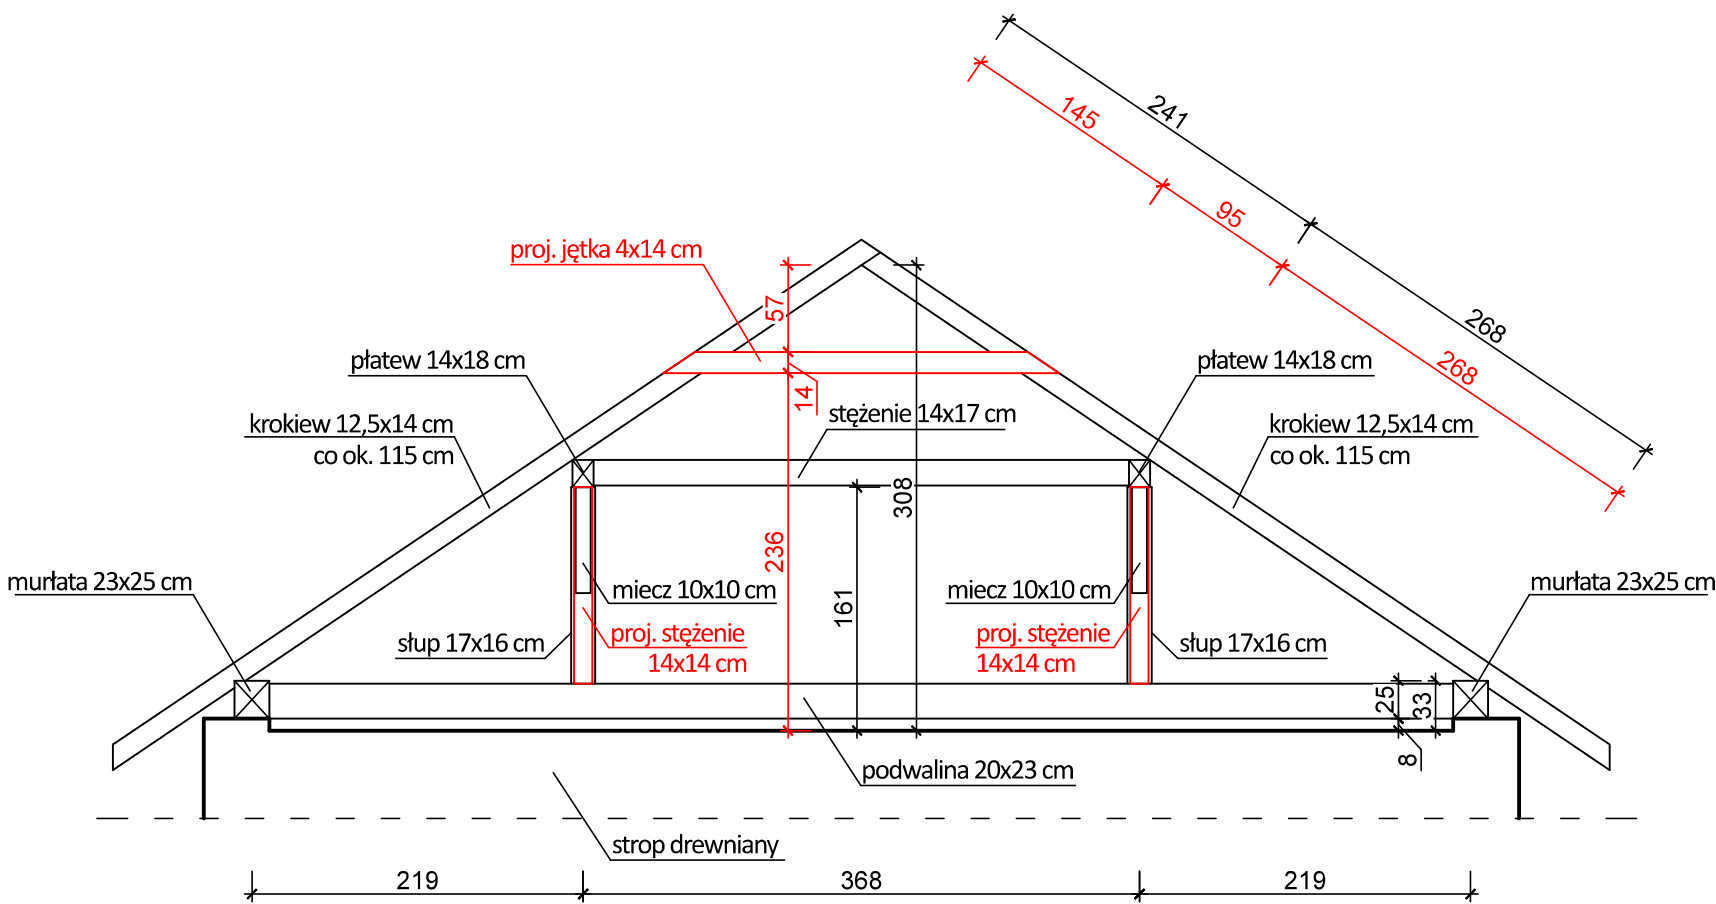 241
145
95
268
268
proj. jętka 4x14 cm
57
płatew 14x18 cm
płatew 14x18 cm
14
stężenie 14x17 cm
krokiew 12,5x14 cm
co ok. 115 cm
krokiew 12,5x14 cm
co ok. 115 cm
308
236
161
murłata 23x25 cm
miecz 10x10 cm
miecz 10x10 cm
murłata 23x25 cm
słup 17x16 cm
proj. stężenie
14x14 cm
proj. stężenie
14x14 cm
słup 17x16 cm
25
33
8
podwalina 20x23 cm
strop drewniany
219
368
219